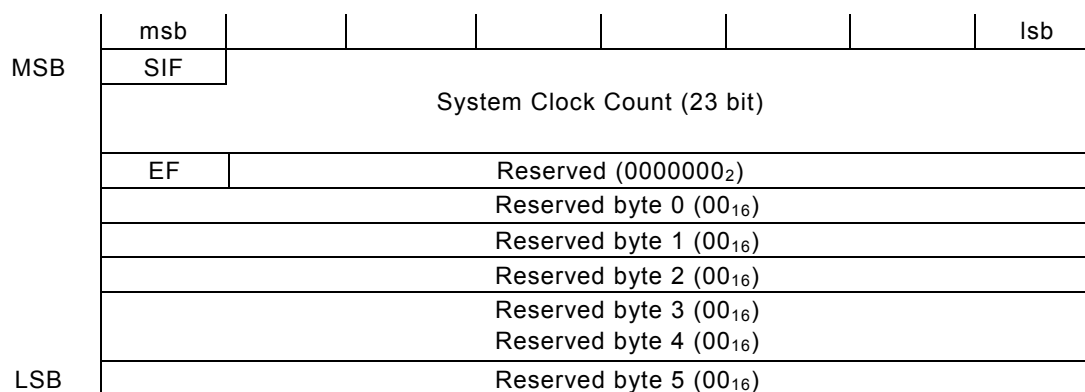 msb lsb
MSB SIF
System Clock Count (23 bit)
EF Reserved (0000000₂)
Reserved byte 0 (00₁₆)
Reserved byte 1 (00₁₆)
Reserved byte 2 (00₁₆)
Reserved byte 3 (00₁₆)
Reserved byte 4 (00₁₆)
LSB Reserved byte 5 (00₁₆)